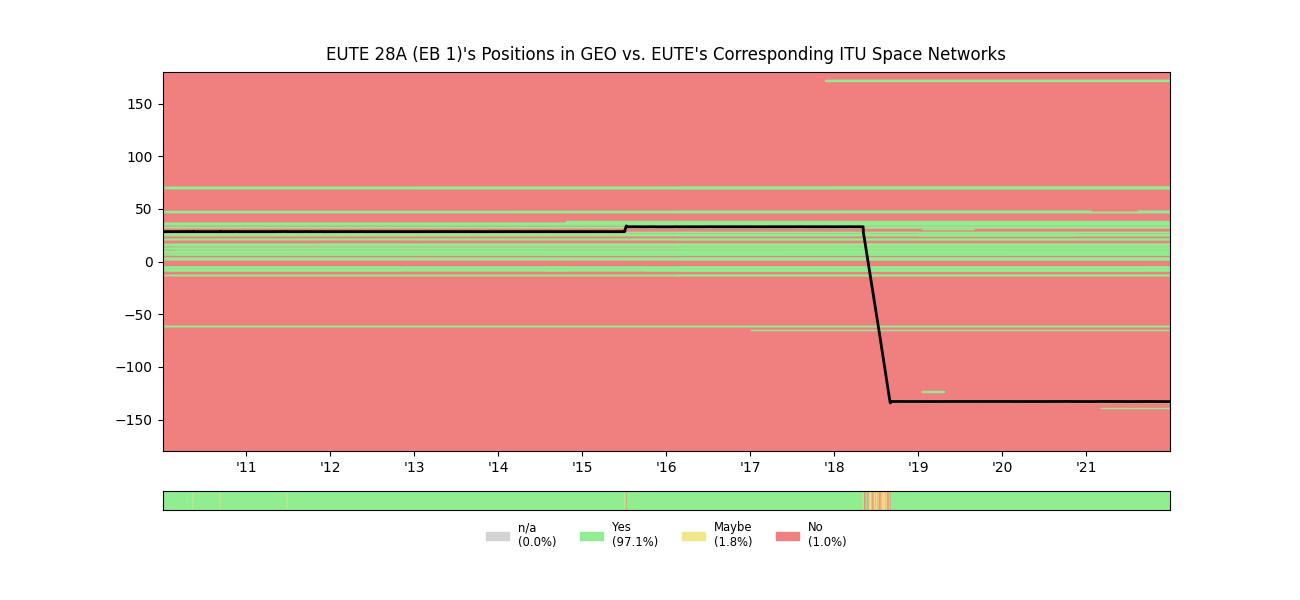 EUTE 28A (EB 1)'s Positions in GEO vs. EUTE's Corresponding ITU Space Networks
150
100
50
0
−50
−100
−150
'11 '12 '13 '14 '15 '16 '17 '18 '19 '20 '21
n/a Yes Maybe No
(0.0%) (97.1%) (1.8%) (1.0%)